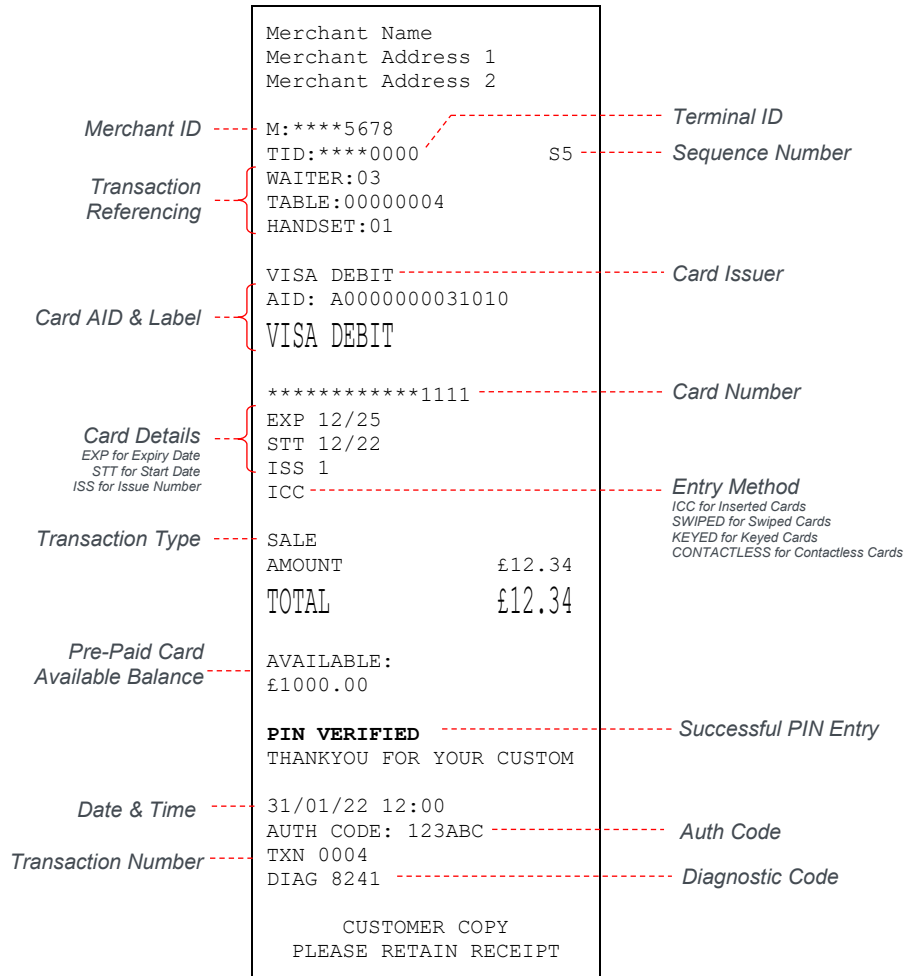 Merchant Name
Merchant Address 1
Merchant Address 2
Merchant ID
M:****5678
Terminal ID
TID:****0000 S5
Sequence Number
Transaction
Referencing
WAITER:03
TABLE:00000004
HANDSET:01
VISA DEBIT
Card Issuer
Card AID & Label
AID: A0000000031010
VISA DEBIT
************1111
Card Number
Card Details
EXP for Expiry Date
STT for Start Date
ISS for Issue Number
EXP 12/25
STT 12/22
ISS 1
ICC
Entry Method
ICC for Inserted Cards
SWIPED for Swiped Cards
KEYED for Keyed Cards
CONTACTLESS for Contactless Cards
Transaction Type
SALE
AMOUNT £12.34
TOTAL £12.34
Pre-Paid Card
Available Balance
AVAILABLE:
£1000.00
PIN VERIFIED
Successful PIN Entry
THANKYOU FOR YOUR CUSTOM
Date & Time
31/01/22 12:00
AUTH CODE: 123ABC
Auth Code
Transaction Number
TXN 0004
DIAG 8241
Diagnostic Code
CUSTOMER COPY
PLEASE RETAIN RECEIPT